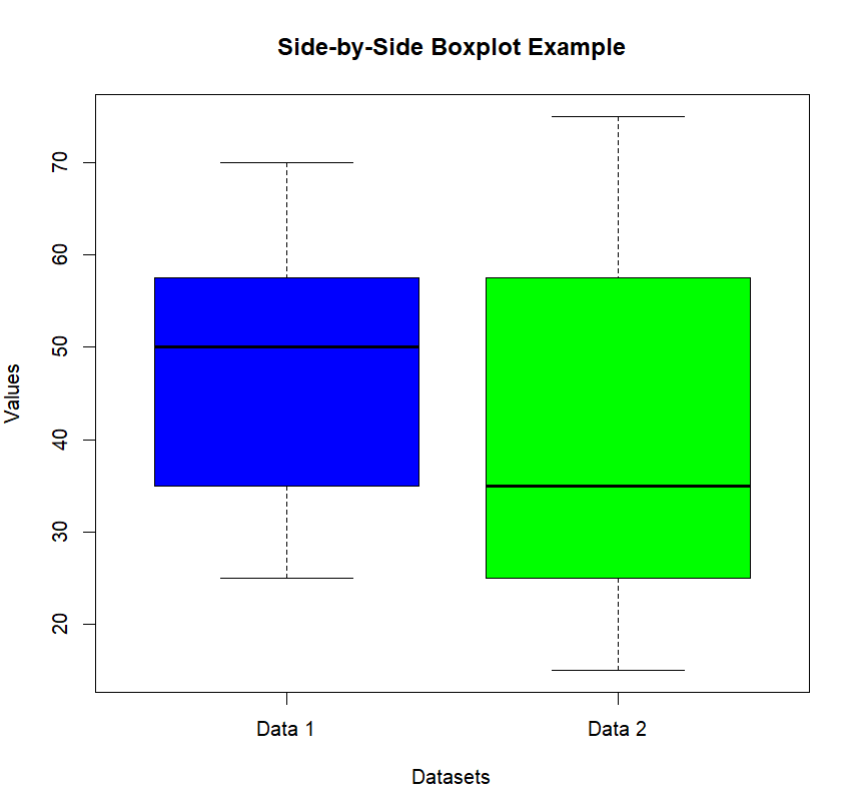 Side-by-Side Boxplot Example
70
60
50
40
30
20
Values
Data 1 Data 2
Datasets